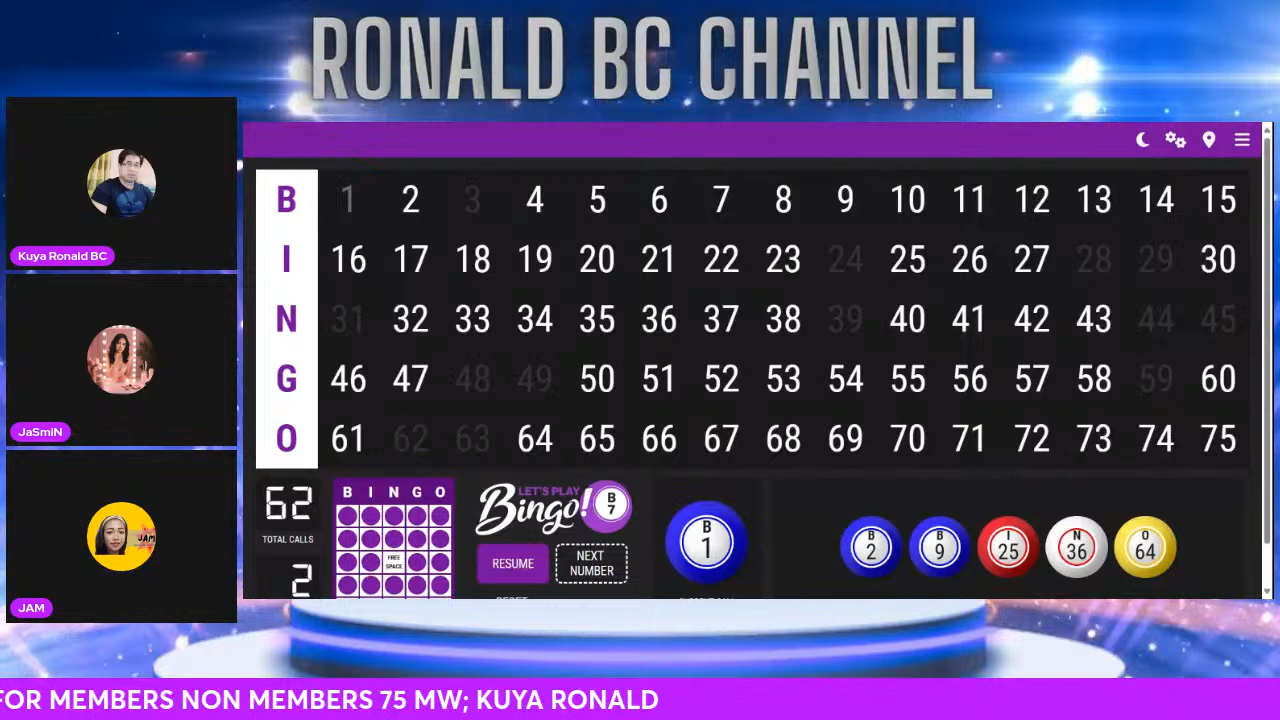 RONALD BC CHANNEL
Kuya Ronald BC
JaSmiN
JAM
B 1 2 3 4 5 6 7 8 9 10 11 12 13 14 15
I 16 17 18 19 20 21 22 23 24 25 26 27 28 29 30
N 31 32 33 34 35 36 37 38 39 40 41 42 43 44 45
G 46 47 48 49 50 51 52 53 54 55 56 57 58 59 60
O 61 62 63 64 65 66 67 68 69 70 71 72 73 74 75
62
TOTAL CALLS
2
B I N G O
FREE
SPACE
LET'S PLAY
Bingo!
B
7
RESUME
NEXT
NUMBER
B
1
B
2
B
9
I
25
N
36
O
64
FOR MEMBERS NON MEMBERS 75 MW; KUYA RONALD